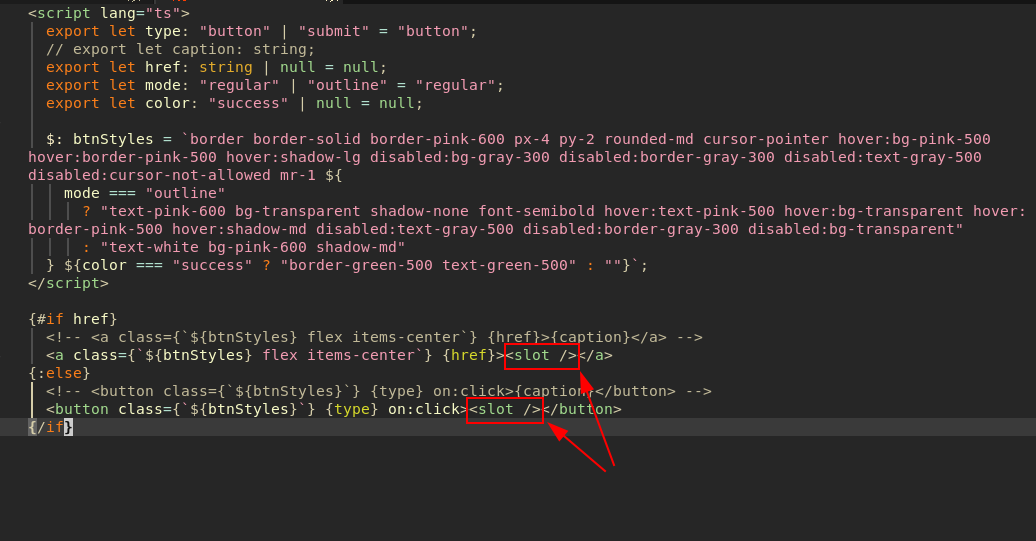 <script lang="ts">
export let type: "button" | "submit" = "button";
// export let caption: string;
export let href: string | null = null;
export let mode: "regular" | "outline" = "regular";
export let color: "success" | null = null;
$: btnStyles = `border border-solid border-pink-600 px-4 py-2 rounded-md cursor-pointer hover:bg-pink-500
hover:border-pink-500 hover:shadow-lg disabled:bg-gray-300 disabled:border-gray-300 disabled:text-gray-500
disabled:cursor-not-allowed mr-1 ${
mode === "outline"
? "text-pink-600 bg-transparent shadow-none font-semibold hover:text-pink-500 hover:bg-transparent hover:
border-pink-500 hover:shadow-md disabled:text-gray-500 disabled:border-gray-300 disabled:bg-transparent"
: "text-white bg-pink-600 shadow-md"
} ${color === "success" ? "border-green-500 text-green-500" : ""}`;
</script>
{#if href}
<!-- <a class={`${btnStyles} flex items-center`} {href}>{caption}</a> -->
<a class={`${btnStyles} flex items-center`} {href}><slot /></a>
{:else}
<!-- <button class={`${btnStyles}`} {type} on:click>{caption}</button> -->
<button class={`${btnStyles}`} {type} on:click><slot /></button>
{/if}